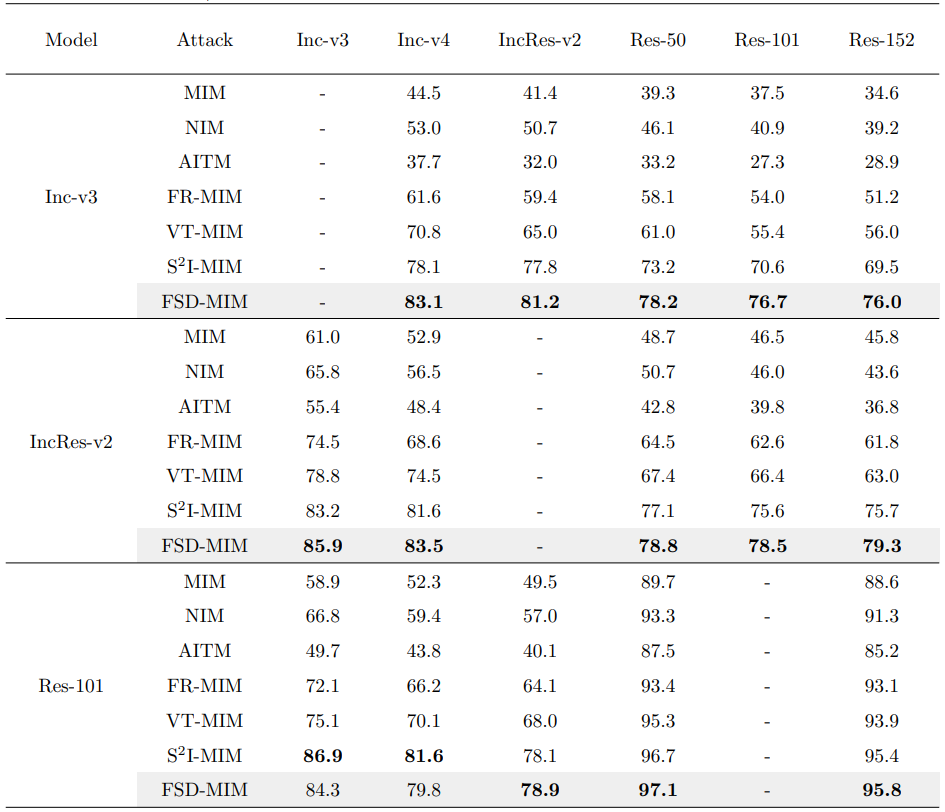 Model Attack Inc-v3 Inc-v4 IncRes-v2 Res-50 Res-101 Res-152
MIM - 44.5 41.4 39.3 37.5 34.6
NIM - 53.0 50.7 46.1 40.9 39.2
AITM - 37.7 32.0 33.2 27.3 28.9
Inc-v3 FR-MIM - 61.6 59.4 58.1 54.0 51.2
VT-MIM - 70.8 65.0 61.0 55.4 56.0
S²I-MIM - 78.1 77.8 73.2 70.6 69.5
FSD-MIM - 83.1 81.2 78.2 76.7 76.0
MIM 61.0 52.9 - 48.7 46.5 45.8
NIM 65.8 56.5 - 50.7 46.0 43.6
AITM 55.4 48.4 - 42.8 39.8 36.8
IncRes-v2 FR-MIM 74.5 68.6 - 64.5 62.6 61.8
VT-MIM 78.8 74.5 - 67.4 66.4 63.0
S²I-MIM 83.2 81.6 - 77.1 75.6 75.7
FSD-MIM 85.9 83.5 - 78.8 78.5 79.3
MIM 58.9 52.3 49.5 89.7 - 88.6
NIM 66.8 59.4 57.0 93.3 - 91.3
AITM 49.7 43.8 40.1 87.5 - 85.2
Res-101 FR-MIM 72.1 66.2 64.1 93.4 - 93.1
VT-MIM 75.1 70.1 68.0 95.3 - 93.9
S²I-MIM 86.9 81.6 78.1 96.7 - 95.4
FSD-MIM 84.3 79.8 78.9 97.1 - 95.8